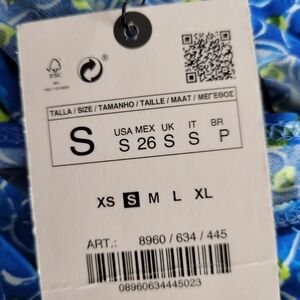 FSC
TALLA / SIZE / TAMANHO / TAILLE / MAAT / ΜΕΓΕΘΟΣ
S
USA MEX UK IT BR
S 26 S S P
XS S M L XL
ART.: 8960 / 634 / 445
08960634445023